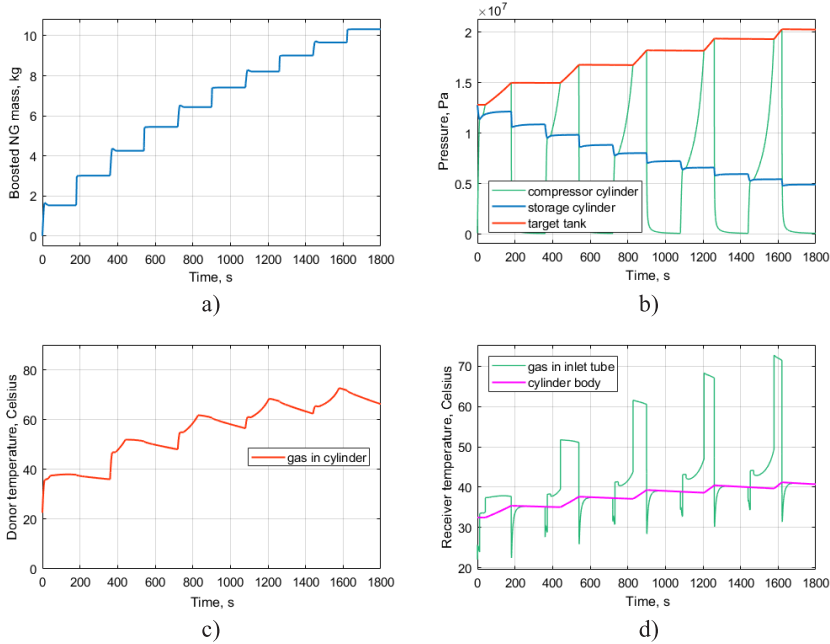 Boosted NG mass, kg
10
8
6
4
2
0
0 200 400 600 800 1000 1200 1400 1600 1800
Time, s
a)
×10⁷
Pressure, Pa
2
1.5
1
0.5
0
compressor cylinder
storage cylinder
target tank
0 200 400 600 800 1000 1200 1400 1600 1800
Time, s
b)
Donor temperature, Celsius
80
60
40
20
0
gas in cylinder
0 200 400 600 800 1000 1200 1400 1600 1800
Time, s
c)
Receiver temperature, Celsius
70
60
50
40
30
20
gas in inlet tube
cylinder body
0 200 400 600 800 1000 1200 1400 1600 1800
Time, s
d)